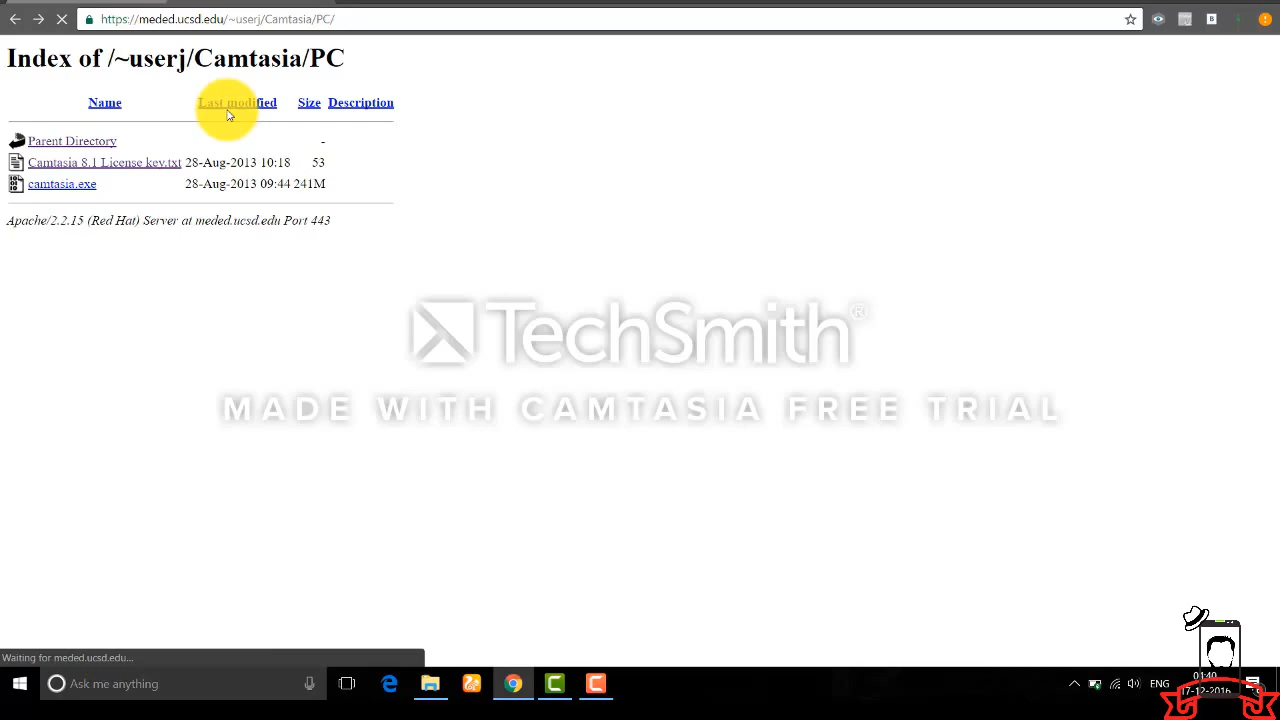 https://meded.ucsd.edu/~userj/Camtasia/PC/
Index of /~userj/Camtasia/PC
Name Last modified Size Description
Parent Directory -
Camtasia 8.1 License key.txt 28-Aug-2013 10:18 53
camtasia.exe 28-Aug-2013 09:44 241M
Apache/2.2.15 (Red Hat) Server at meded.ucsd.edu Port 443
TechSmith®
MADE WITH CAMTASIA FREE TRIAL
Waiting for meded.ucsd.edu...
Ask me anything
ENG
01:40
17-12-2016